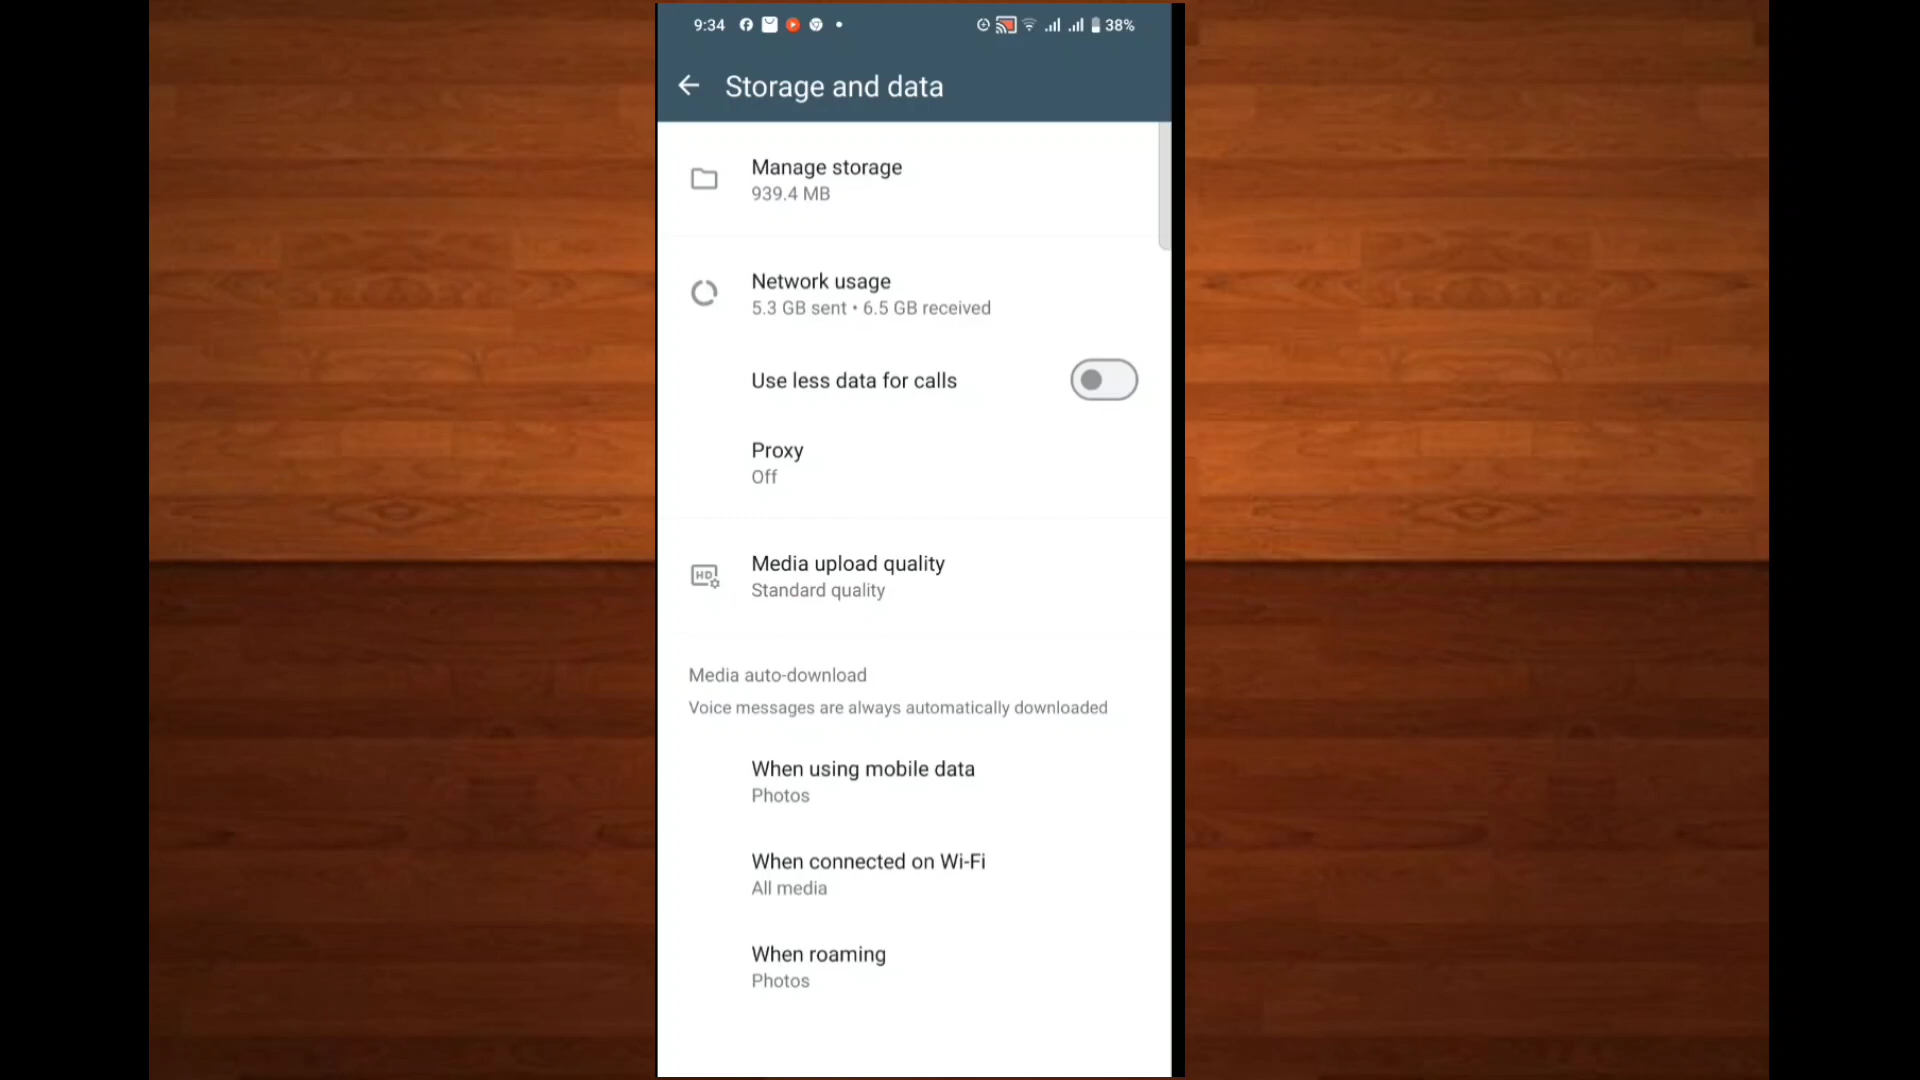 9:34
38%
Storage and data
Manage storage
939.4 MB
Network usage
5.3 GB sent • 6.5 GB received
Use less data for calls
Proxy
Off
HD
Media upload quality
Standard quality
Media auto-download
Voice messages are always automatically downloaded
When using mobile data
Photos
When connected on Wi-Fi
All media
When roaming
Photos